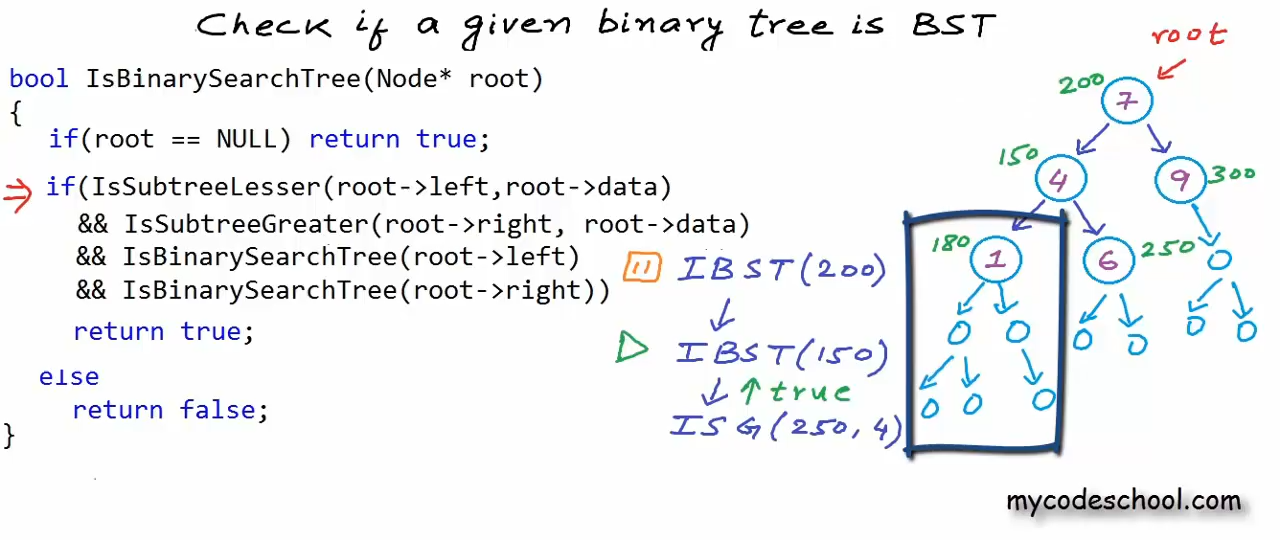 Check if a given binary tree is BST
bool IsBinarySearchTree(Node* root)
{
if(root == NULL) return true;
if(IsSubtreeLesser(root->left,root->data)
&& IsSubtreeGreater(root->right, root->data)
&& IsBinarySearchTree(root->left)
&& IsBinarySearchTree(root->right))
return true;
else
return false;
}
IBST(200)
IBST(150)
true
ISG(250,4)
root
200
7
150
4
9
300
180
1
6
250
mycodeschool.com